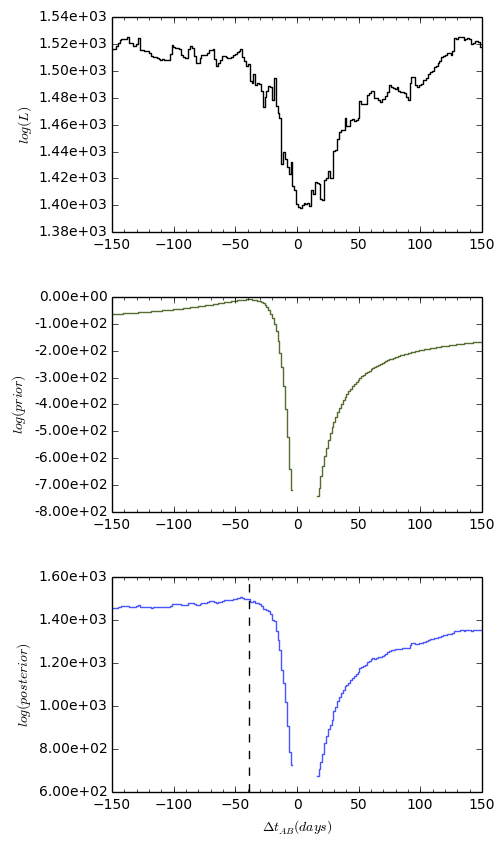 1.54e+03
1.52e+03
1.50e+03
1.48e+03
1.46e+03
1.44e+03
1.42e+03
1.40e+03
1.38e+03
log(L)
−150 −100 −50 0 50 100 150
0.00e+00
-1.00e+02
-2.00e+02
-3.00e+02
-4.00e+02
-5.00e+02
-6.00e+02
-7.00e+02
-8.00e+02
log(prior)
−150 −100 −50 0 50 100 150
1.60e+03
1.40e+03
1.20e+03
1.00e+03
8.00e+02
6.00e+02
log(posterior)
−150 −100 −50 0 50 100 150
Δt_{AB}(days)